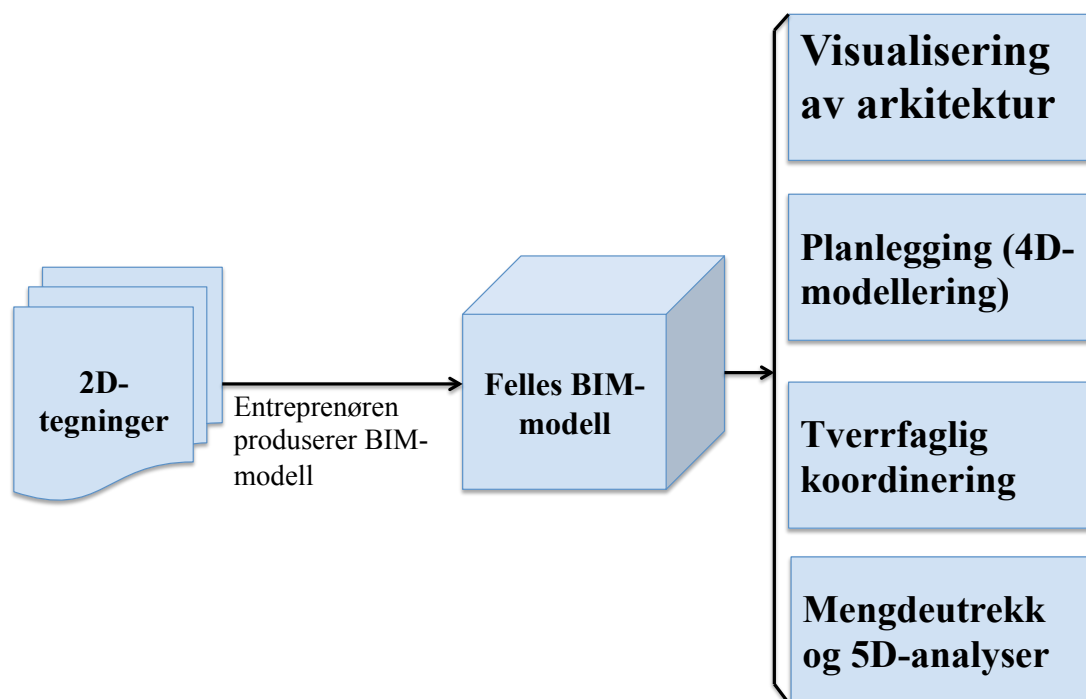 2D-
tegninger
Entreprenøren
produserer BIM-
modell
Felles BIM-
modell
Visualisering
av arkitektur
Planlegging (4D-
modellering)
Tverrfaglig
koordinering
Mengdeutrekk
og 5D-analyser